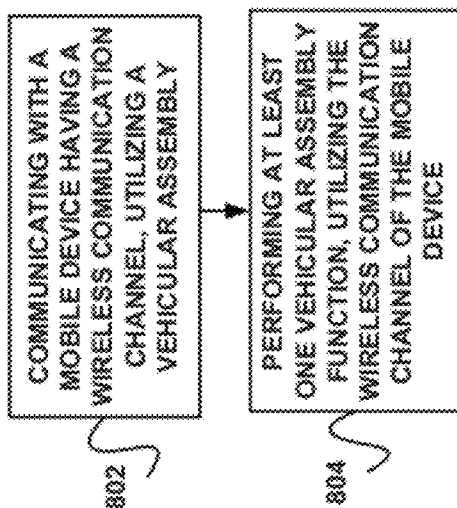 COMMUNICATING WITH A
MOBILE DEVICE HAVING A
WIRELESS COMMUNICATION
CHANNEL, UTILIZING A
VEHICULAR ASSEMBLY
802
PERFORMING AT LEAST
ONE VEHICULAR ASSEMBLY
FUNCTION, UTILIZING THE
WIRELESS COMMUNICATION
CHANNEL OF THE MOBILE
DEVICE
804